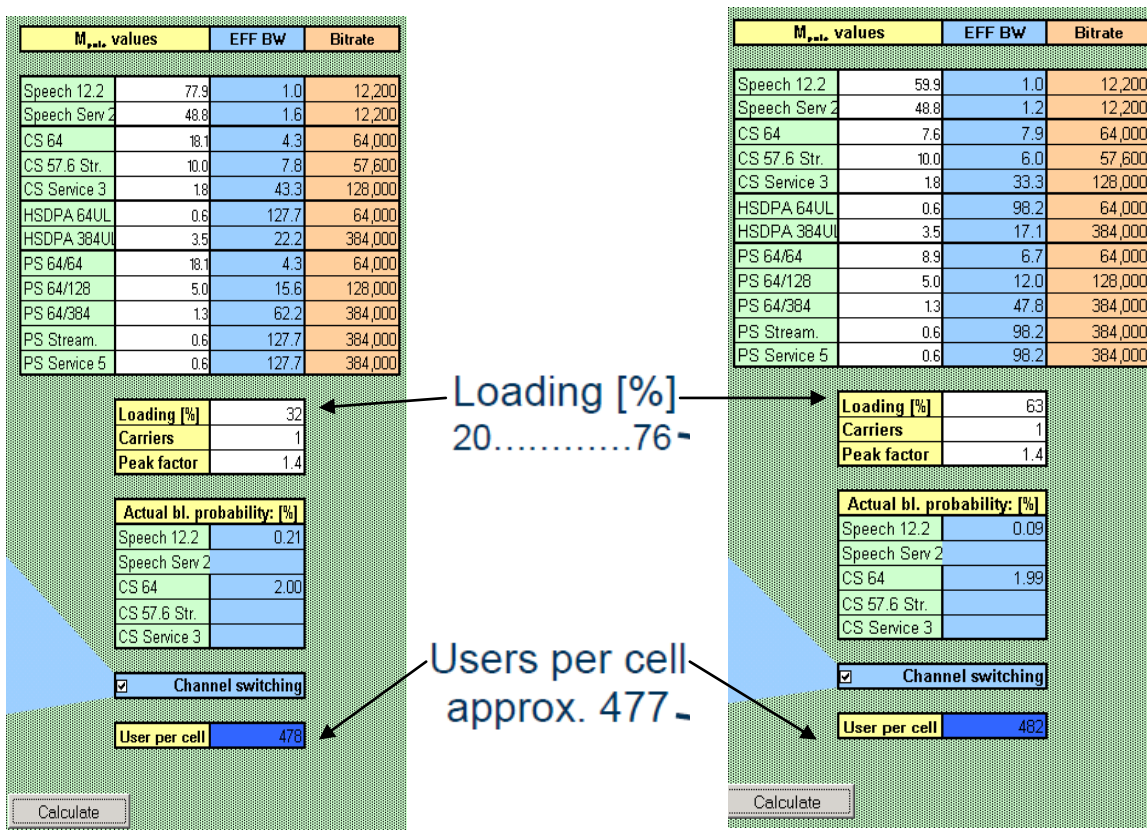 M values EFF BW Bitrate
Speech 12.2 77.9 1.0 12,200
Speech Serv 2 48.8 1.6 12,200
CS 64 18.1 4.3 64,000
CS 57.6 Str. 10.0 7.8 57,600
CS Service 3 1.8 43.3 128,000
HSDPA 64UL 0.6 127.7 64,000
HSDPA 384UL 3.5 22.2 384,000
PS 64/64 18.1 4.3 64,000
PS 64/128 5.0 15.6 128,000
PS 64/384 1.3 62.2 384,000
PS Stream. 0.6 127.7 384,000
PS Service 5 0.6 127.7 384,000
Loading [%] 32
Carriers 1
Peak factor 1.4
Actual bl. probability: [%]
Speech 12.2 0.21
Speech Serv 2
CS 64 2.00
CS 57.6 Str.
CS Service 3
Channel switching
User per cell 478
Calculate
Loading [%]
20............76-
Users per cell
approx. 477-
M values EFF BW Bitrate
Speech 12.2 59.9 1.0 12,200
Speech Serv 2 48.8 1.2 12,200
CS 64 7.6 7.9 64,000
CS 57.6 Str. 10.0 6.0 57,600
CS Service 3 1.8 33.3 128,000
HSDPA 64UL 0.6 98.2 64,000
HSDPA 384UL 3.5 17.1 384,000
PS 64/64 8.9 6.7 64,000
PS 64/128 5.0 12.0 128,000
PS 64/384 1.3 47.8 384,000
PS Stream. 0.6 98.2 384,000
PS Service 5 0.6 98.2 384,000
Loading [%] 63
Carriers 1
Peak factor 1.4
Actual bl. probability: [%]
Speech 12.2 0.09
Speech Serv 2
CS 64 1.99
CS 57.6 Str.
CS Service 3
Channel switching
User per cell 482
Calculate